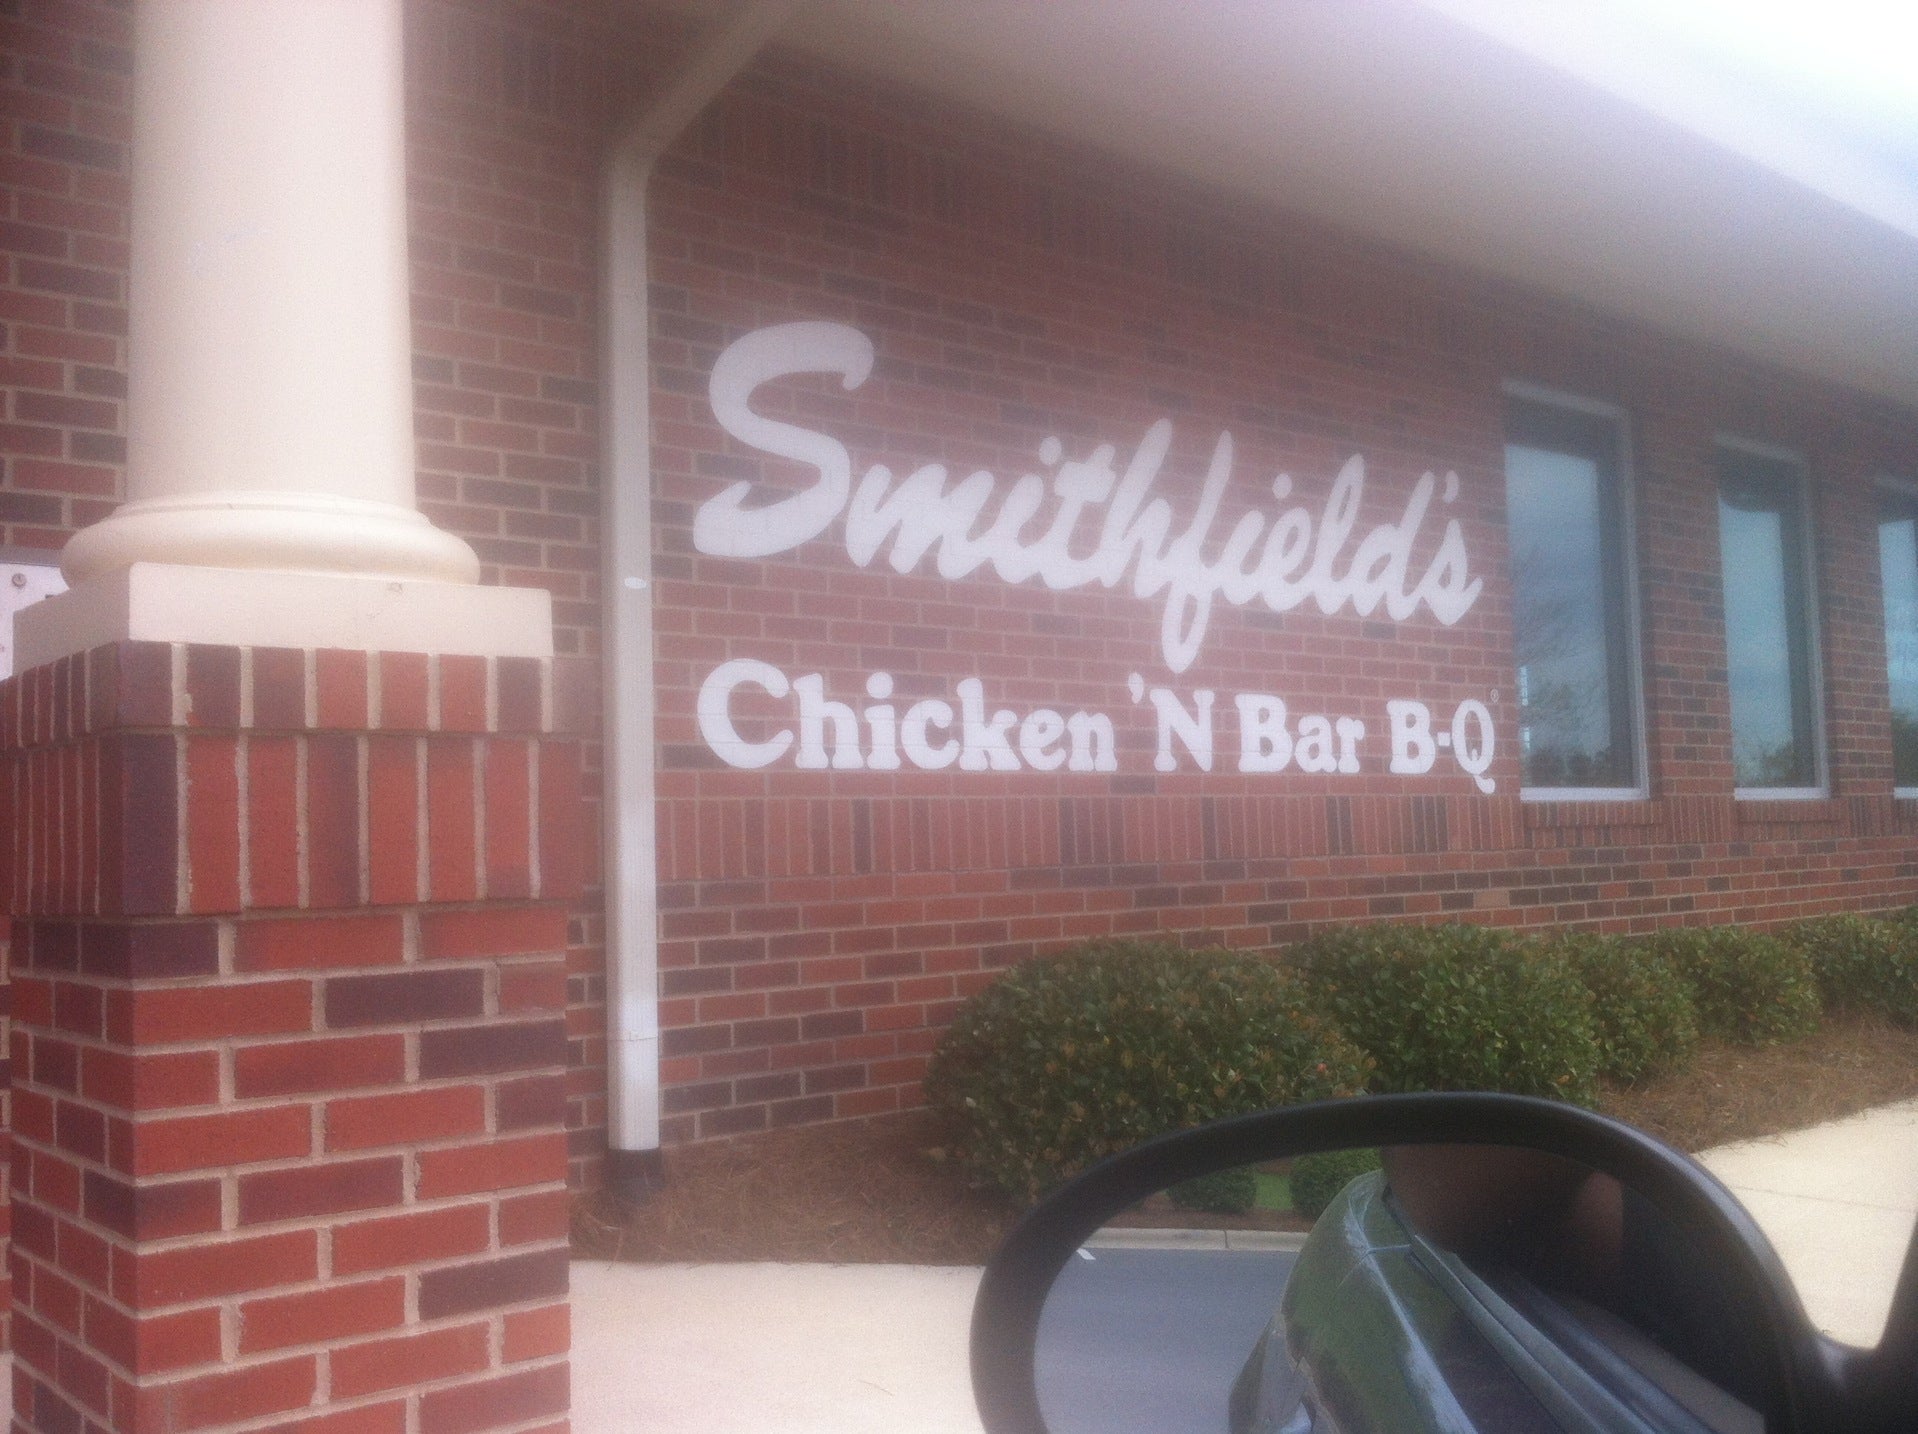 Smithfield's
Chicken 'N Bar B-Q®